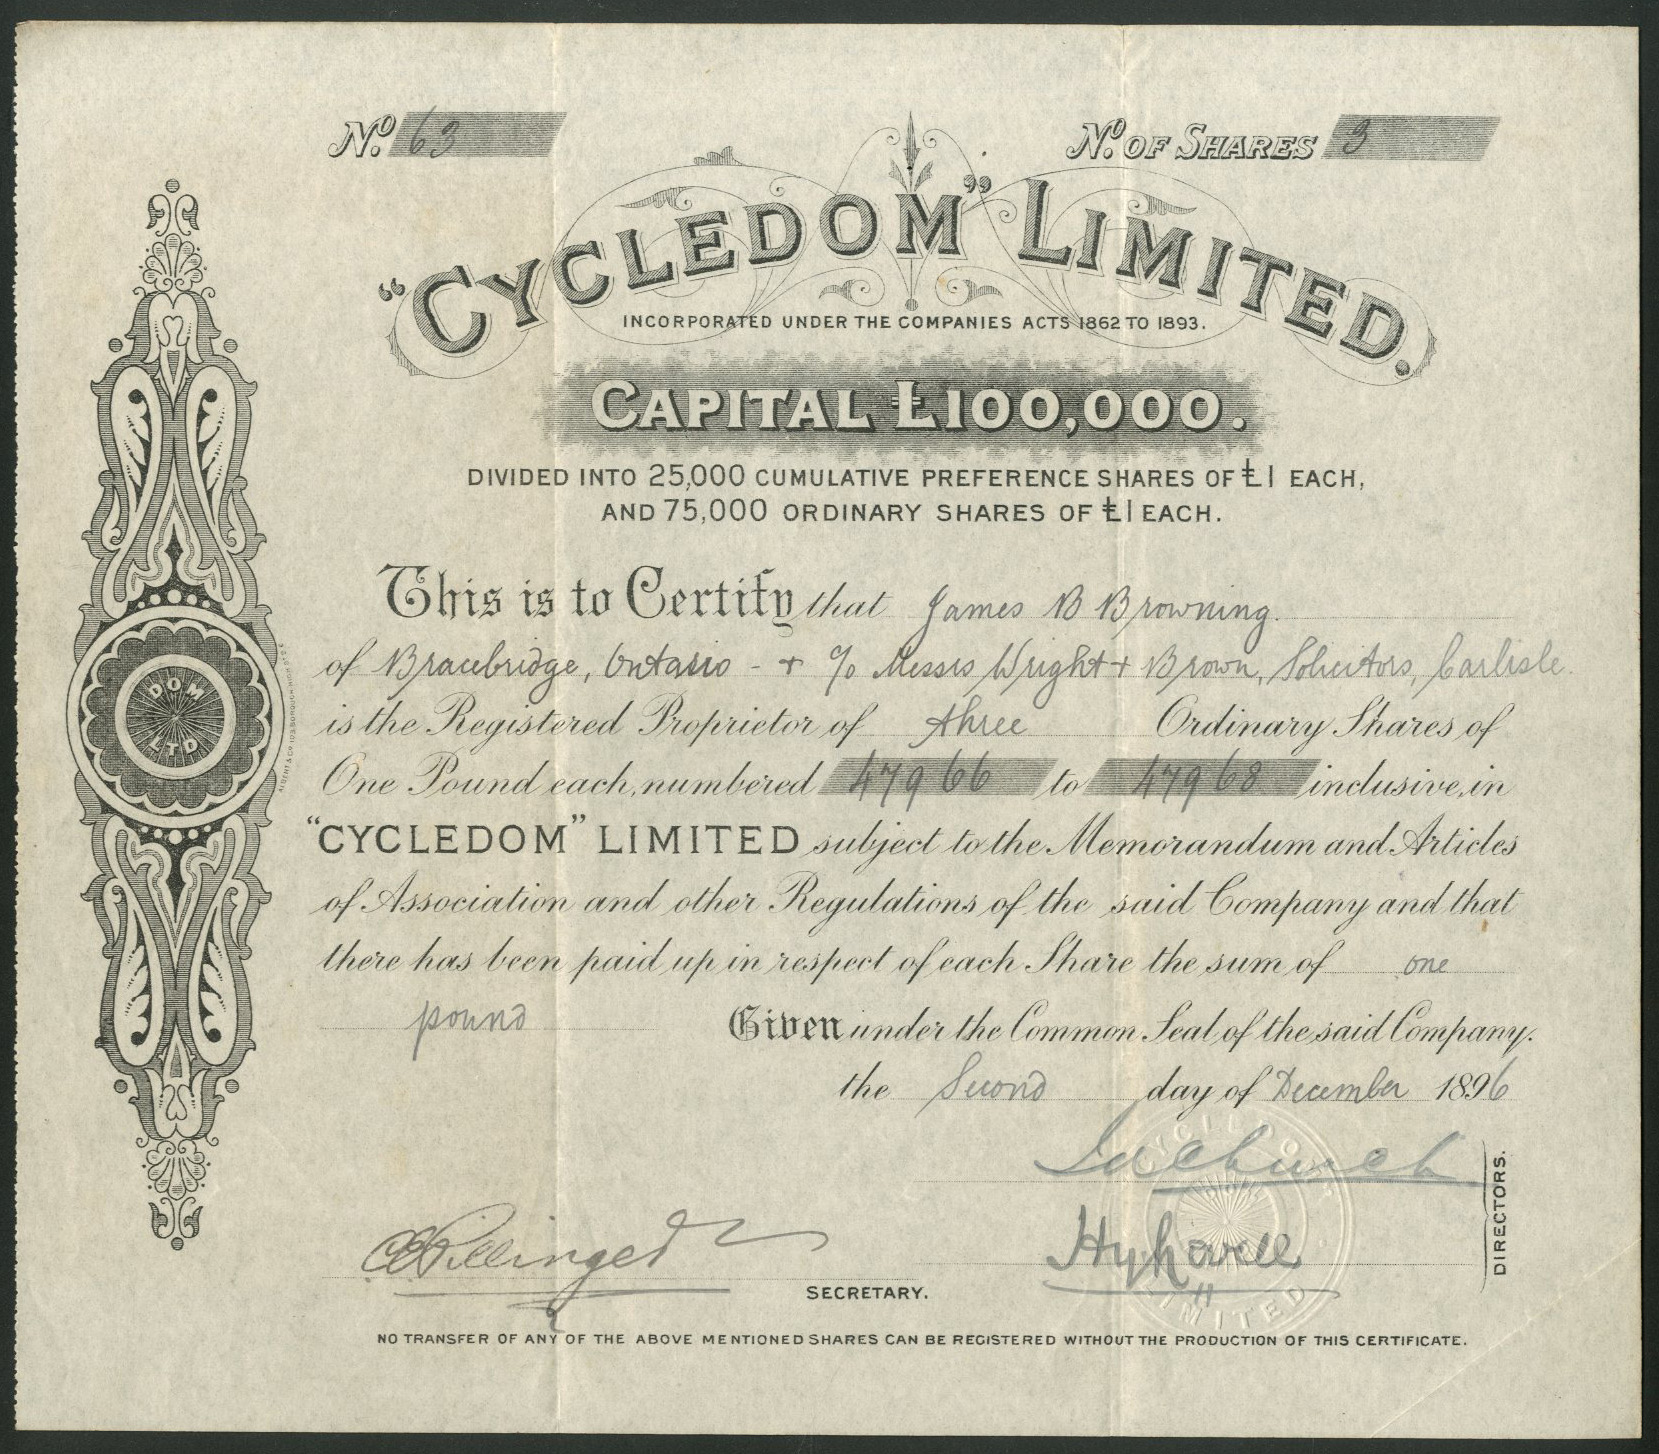 No. 63
No. OF SHARES 3
"CYCLEDOM" LIMITED.
INCORPORATED UNDER THE COMPANIES ACTS 1862 TO 1893.
CAPITAL £100,000.
DIVIDED INTO 25,000 CUMULATIVE PREFERENCE SHARES OF £1 EACH,
AND 75,000 ORDINARY SHARES OF £1 EACH.
This is to Certify that James B Browning.
of Bracebridge, Ontario - + c/o Messrs Wright + Brown, Solicitors, Carlisle.
is the Registered Proprietor of three Ordinary Shares of
One Pound each, numbered 47966 to 47968 inclusive, in
"CYCLEDOM" LIMITED subject to the Memorandum and Articles
of Association and other Regulations of the said Company and that
there has been paid up in respect of each Share the sum of one
pound Given under the Common Seal of the said Company.
the Second day of December 1896
DIRECTORS.
SECRETARY.
NO TRANSFER OF ANY OF THE ABOVE MENTIONED SHARES CAN BE REGISTERED WITHOUT THE PRODUCTION OF THIS CERTIFICATE.
DOM
LTD
CYCLEDOM
LIMITED